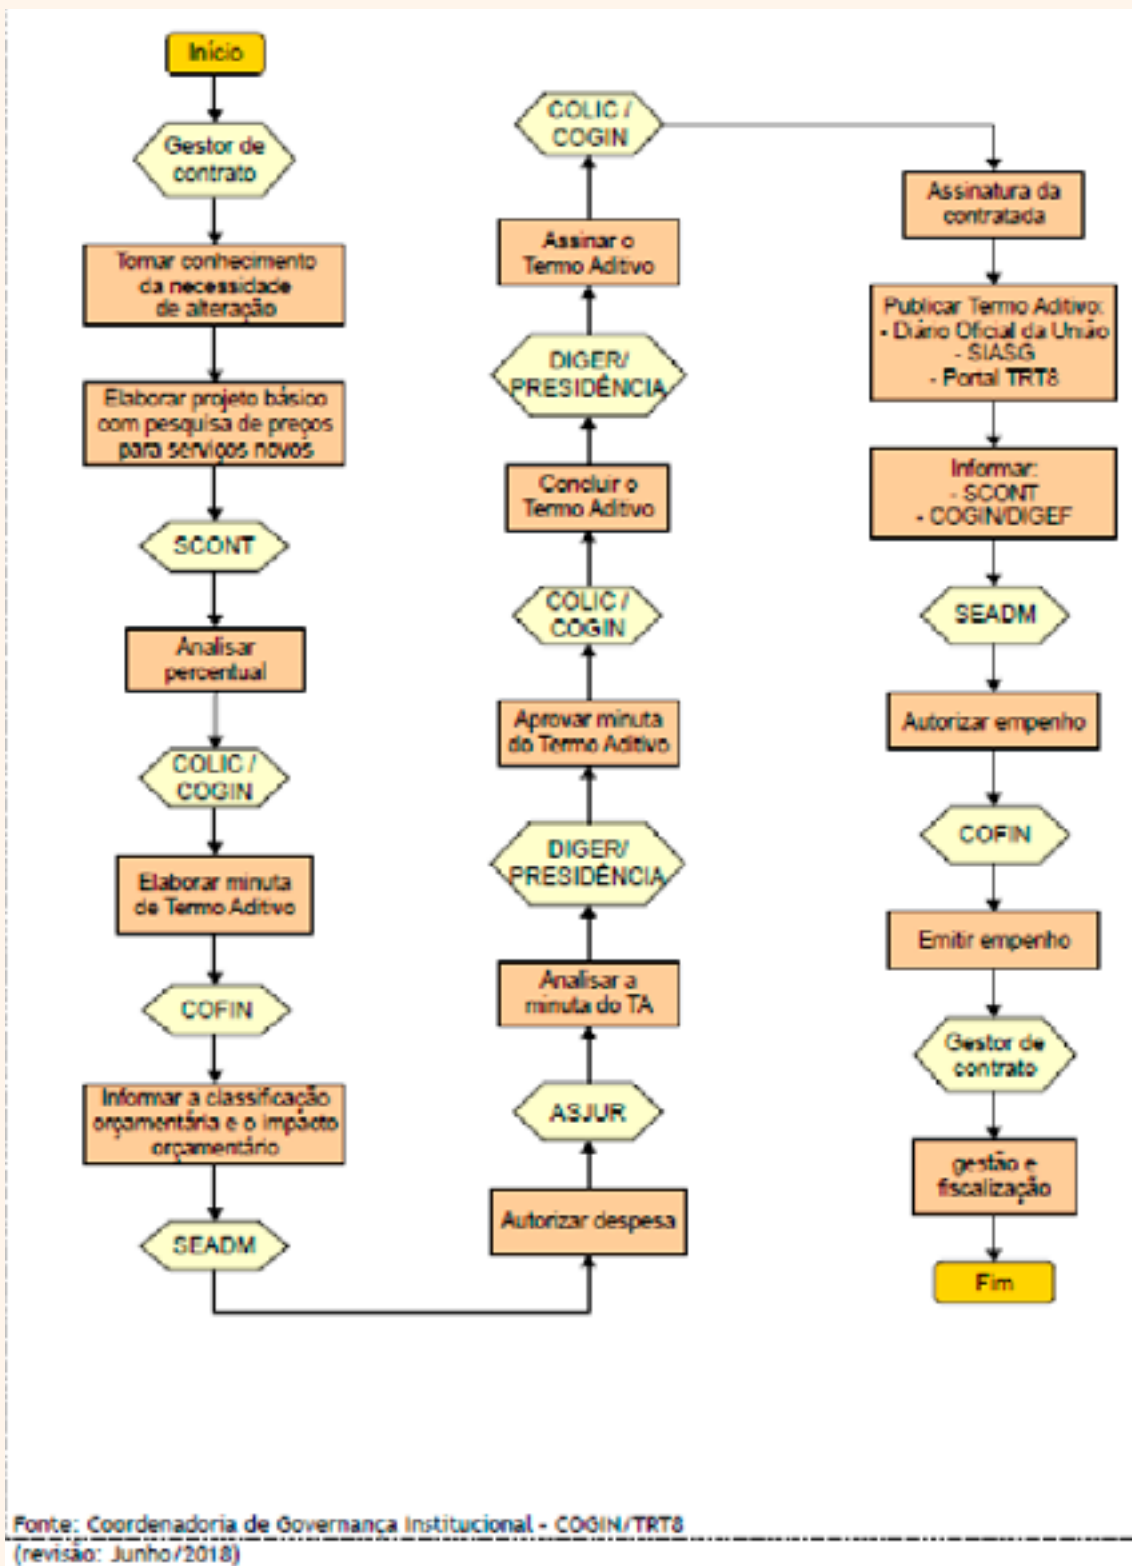 Início
Gestor de
contrato
Tomar conhecimento
da necessidade
de alteração
Elaborar projeto básico
com pesquisa de preços
para serviços novos
SCONT
Analisar
percentual
COLIC /
COGIN
Elaborar minuta
de Termo Aditivo
COFIN
Informar a classificação
orçamentária e o impacto
orçamentário
SEADM
Autorizar despesa
ASJUR
Analisar a
minuta do TA
DIGER/
PRESIDÊNCIA
Aprovar minuta
do Termo Aditivo
COLIC /
COGIN
Concluir o
Termo Aditivo
DIGER/
PRESIDÊNCIA
Assinar o
Termo Aditivo
COLIC /
COGIN
Assinatura da
contratada
Publicar Termo Aditivo:
- Diário Oficial da União
- SIASG
- Portal TRT8
Informar:
- SCONT
- COGIN/DIGEF
SEADM
Autorizar empenho
COFIN
Emitir empenho
Gestor de
contrato
gestão e
fiscalização
Fim
Fonte: Coordenadoria de Governança Institucional - COGIN/TRT8
(revisão: Junho/2018)